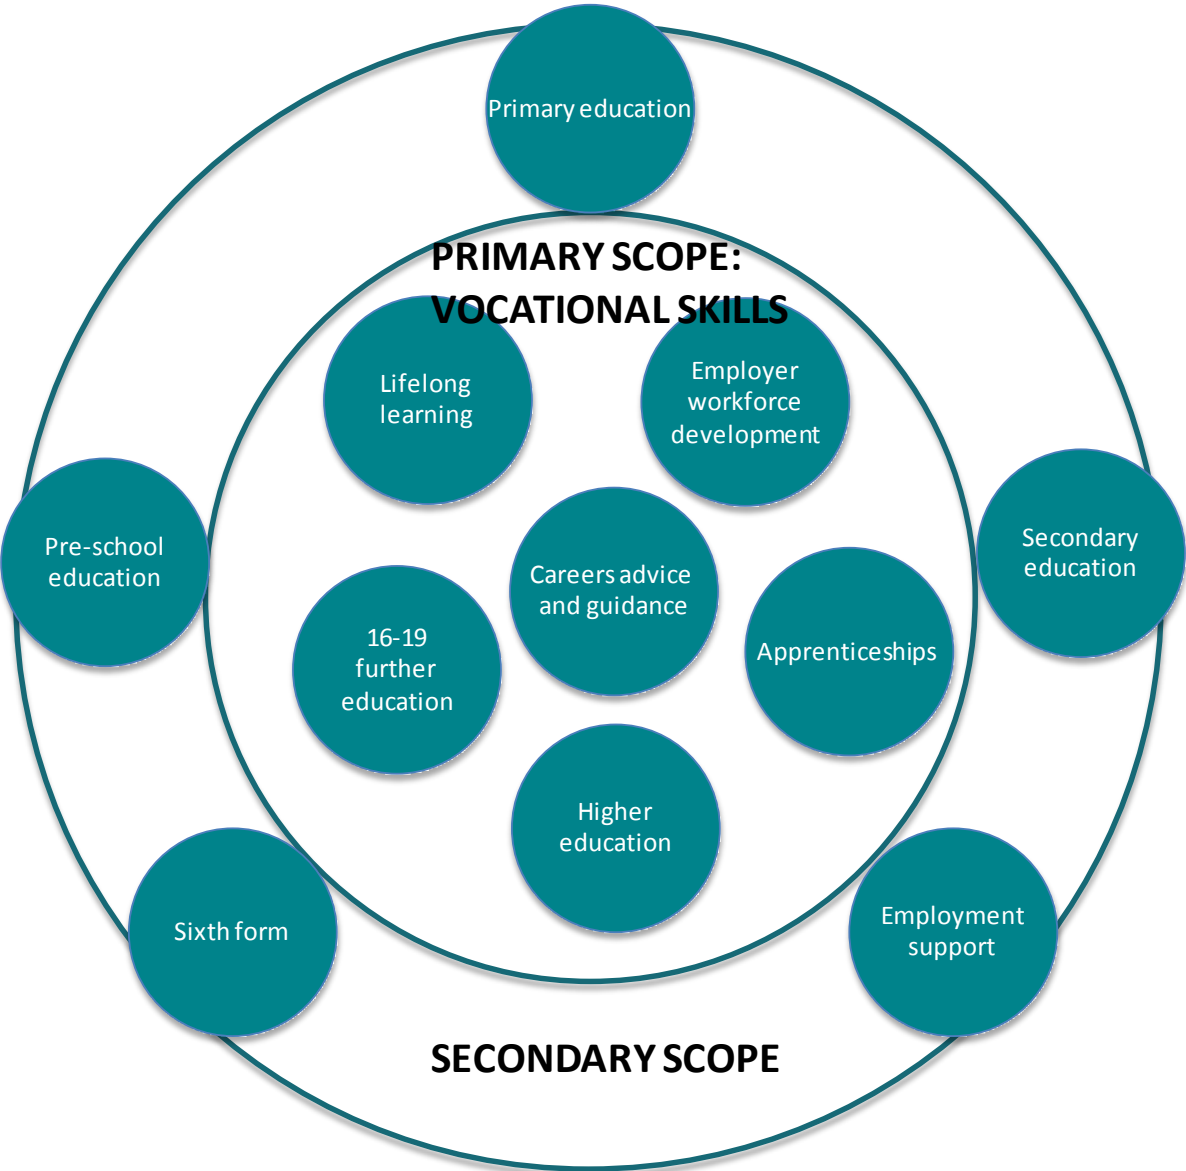 Primary education
PRIMARY SCOPE:
VOCATIONAL SKILLS
Lifelong
learning
Employer
workforce
development
Pre-school
education
Careers advice
and guidance
Secondary
education
16-19
further
education
Apprenticeships
Higher
education
Sixth form
Employment
support
SECONDARY SCOPE